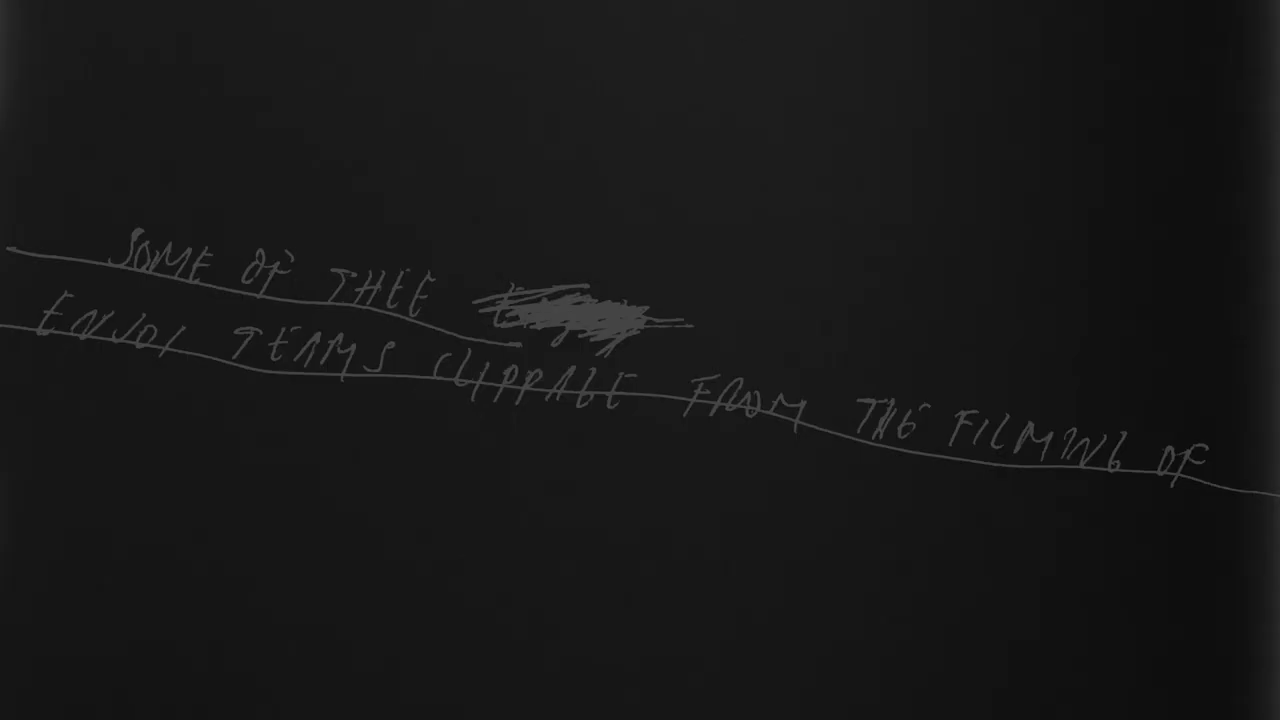 SOME OF THEE
ENJOI TEAMS CLIPPAGE FROM THE FILMING OF